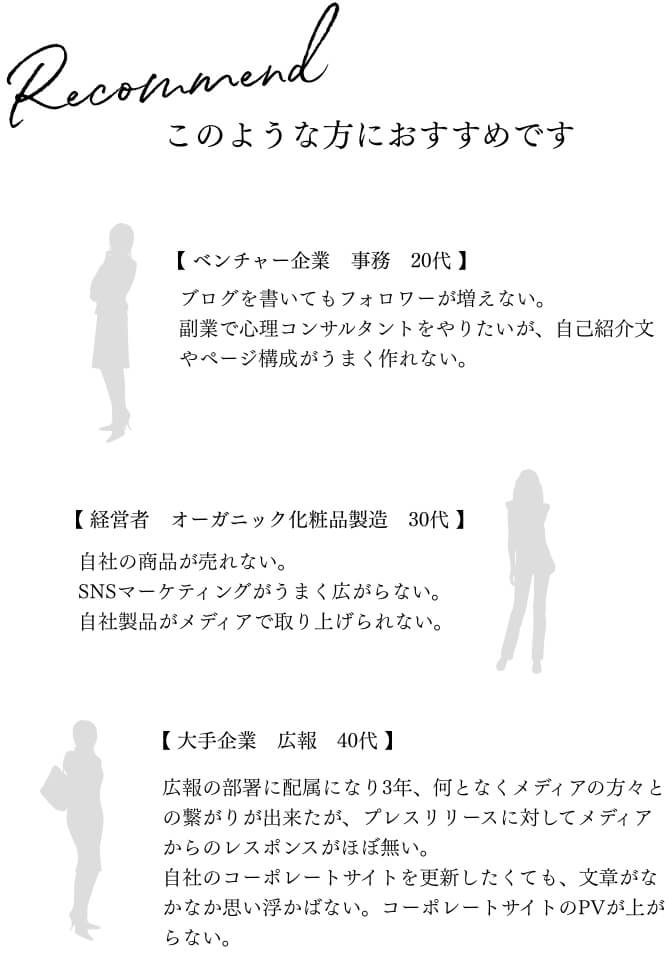 Recommend
このような方におすすめです
【 ベンチャー企業　事務　20代 】
ブログを書いてもフォロワーが増えない。
副業で心理コンサルタントをやりたいが、自己紹介文
やページ構成がうまく作れない。
【 経営者　オーガニック化粧品製造　30代 】
自社の商品が売れない。
SNSマーケティングがうまく広がらない。
自社製品がメディアで取り上げられない。
【 大手企業　広報　40代 】
広報の部署に配属になり3年、何となくメディアの方々と
の繋がりが出来たが、プレスリリースに対してメディア
からのレスポンスがほぼ無い。
自社のコーポレートサイトを更新したくても、文章がな
かなか思い浮かばない。コーポレートサイトのPVが上が
らない。